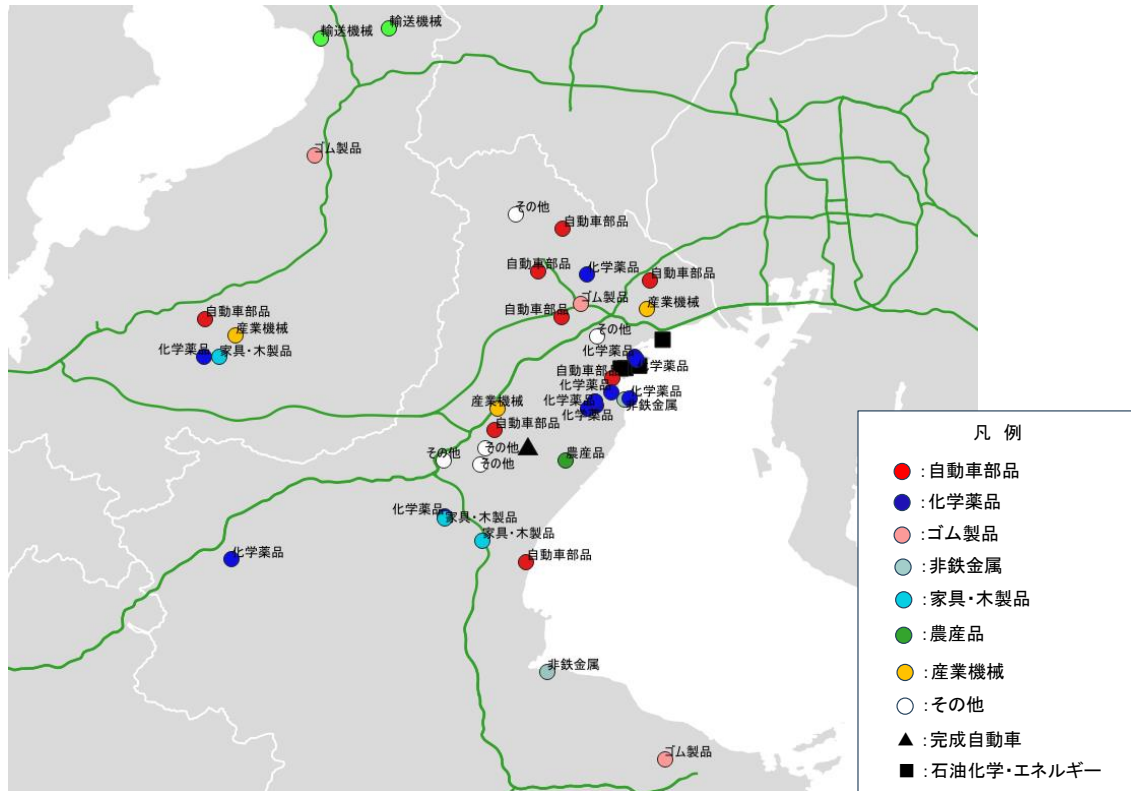 輸送機械
輸送機械
ゴム製品
その他
自動車部品
自動車部品
化学薬品
自動車部品
ゴム製品
産業機械
自動車部品
自動車部品
産業機械
その他
化学薬品
家具・木製品
化学薬品
化学薬品
自動車部品
化学薬品
化学薬品
化学薬品
非鉄金属
化学薬品
産業機械
自動車部品
その他
その他
その他
農産品
化学薬品
家具・木製品
家具・木製品
化学薬品
自動車部品
非鉄金属
ゴム製品
凡 例
:自動車部品
:化学薬品
:ゴム製品
:非鉄金属
:家具・木製品
:農産品
:産業機械
:その他
:完成自動車
:石油化学・エネルギー